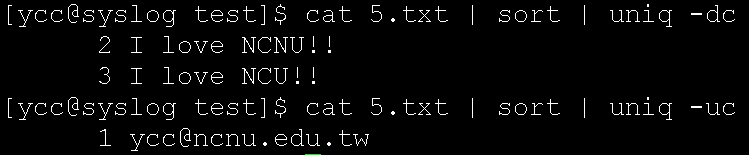 [ycc@syslog test]$ cat 5.txt | sort | uniq -dc
      2 I love NCNU!!
      3 I love NCU!!
[ycc@syslog test]$ cat 5.txt | sort | uniq -uc
      1 ycc@ncnu.edu.tw